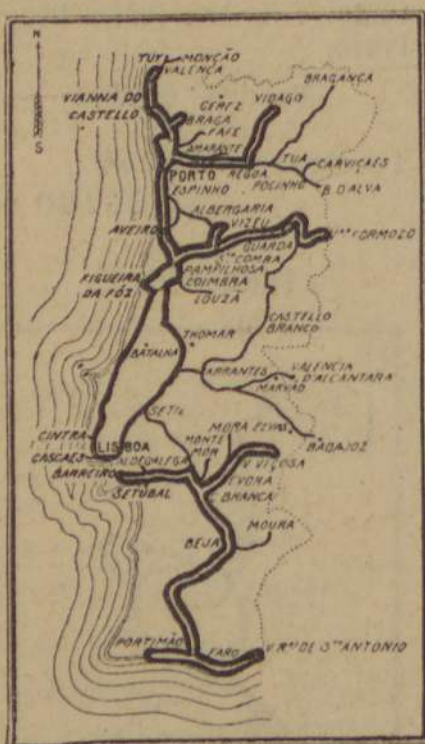 N
S
TUY
MONÇÃO
VALENÇA
BRAGANÇA
VIANNA DO
CASTELLO
GEREZ
VIDAGO
BRAGA
FAFE
AMARANTE
TUA
CARVIÇAES
PORTO
REGOA
POCINHO
B. D'ALVA
ESPINHO
ALBERGARIA
VIZEU
AVEIRO
GUARDA
FORMOZO
Sta COMBA
PAMPILHOSA
FIGUEIRA
DA FÓZ
COIMBRA
LOUZÃ
CASTELLO
BRANCO
THOMAR
BATALHA
ABRANTES
VALENCIA
D'ALCANTARA
MARVÃO
SETIL
MORA
ELVAS
BADAJOZ
CINTRA
LISBOA
MONTE
MOR
CASCAES
ALDEGALEGA
V. VIÇOSA
BARREIRO
EVORA
SETUBAL
BRANCA
MOURA
BEJA
PORTIMÃO
FARO
V. Rl DE Sto ANTONIO